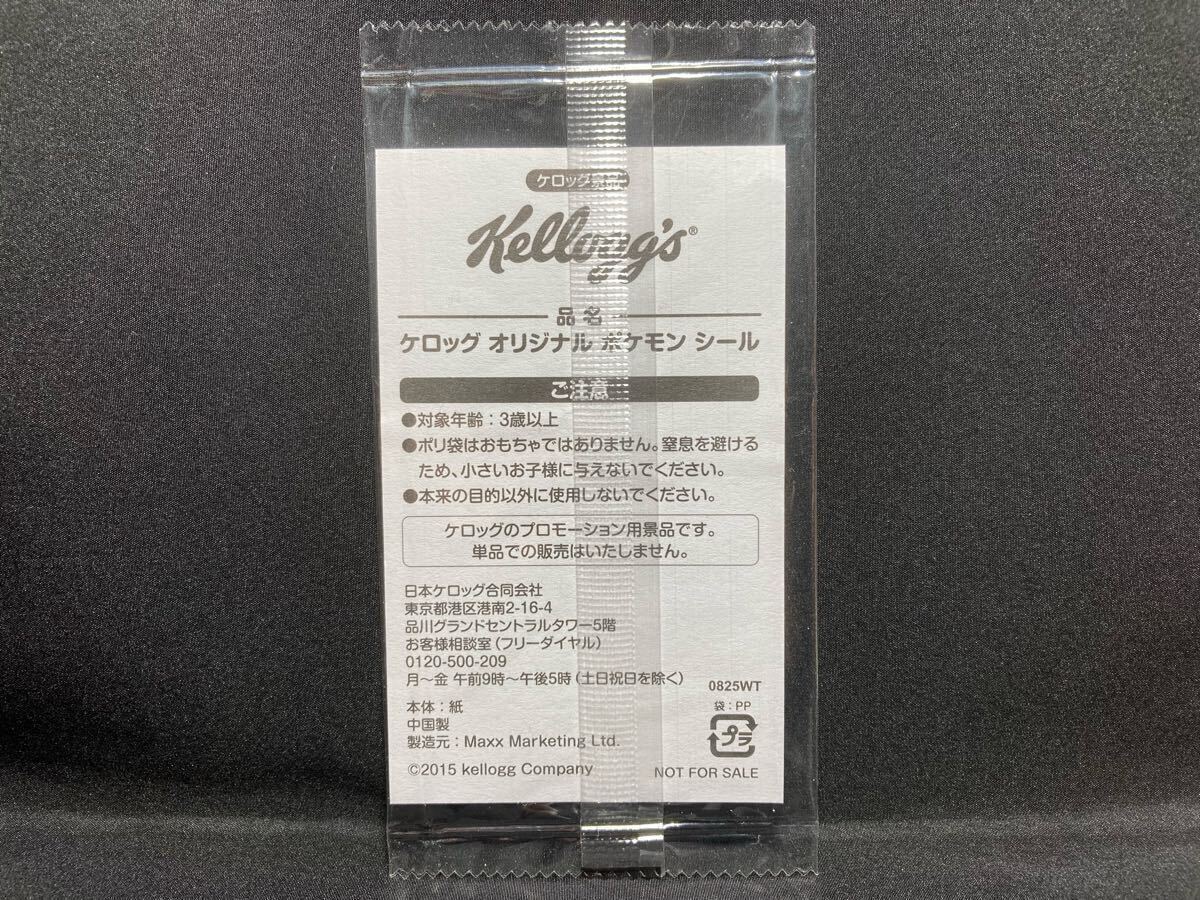 ケロッグ景品
Kellogg's®
品名
ケロッグ オリジナル ポケモン シール
ご注意
●対象年齢：3歳以上
●ポリ袋はおもちゃではありません。窒息を避ける
ため、小さいお子様に与えないでください。
●本来の目的以外に使用しないでください。
ケロッグのプロモーション用景品です。
単品での販売はいたしません。
日本ケロッグ合同会社
東京都港区港南2-16-4
品川グランドセントラルタワー5階
お客様相談室（フリーダイヤル）
0120-500-209
月～金 午前9時～午後5時（土日祝日を除く）
0825WT
本体：紙
中国製
製造元：Maxx Marketing Ltd.
袋：PP
プラ
©2015 kellogg Company
NOT FOR SALE